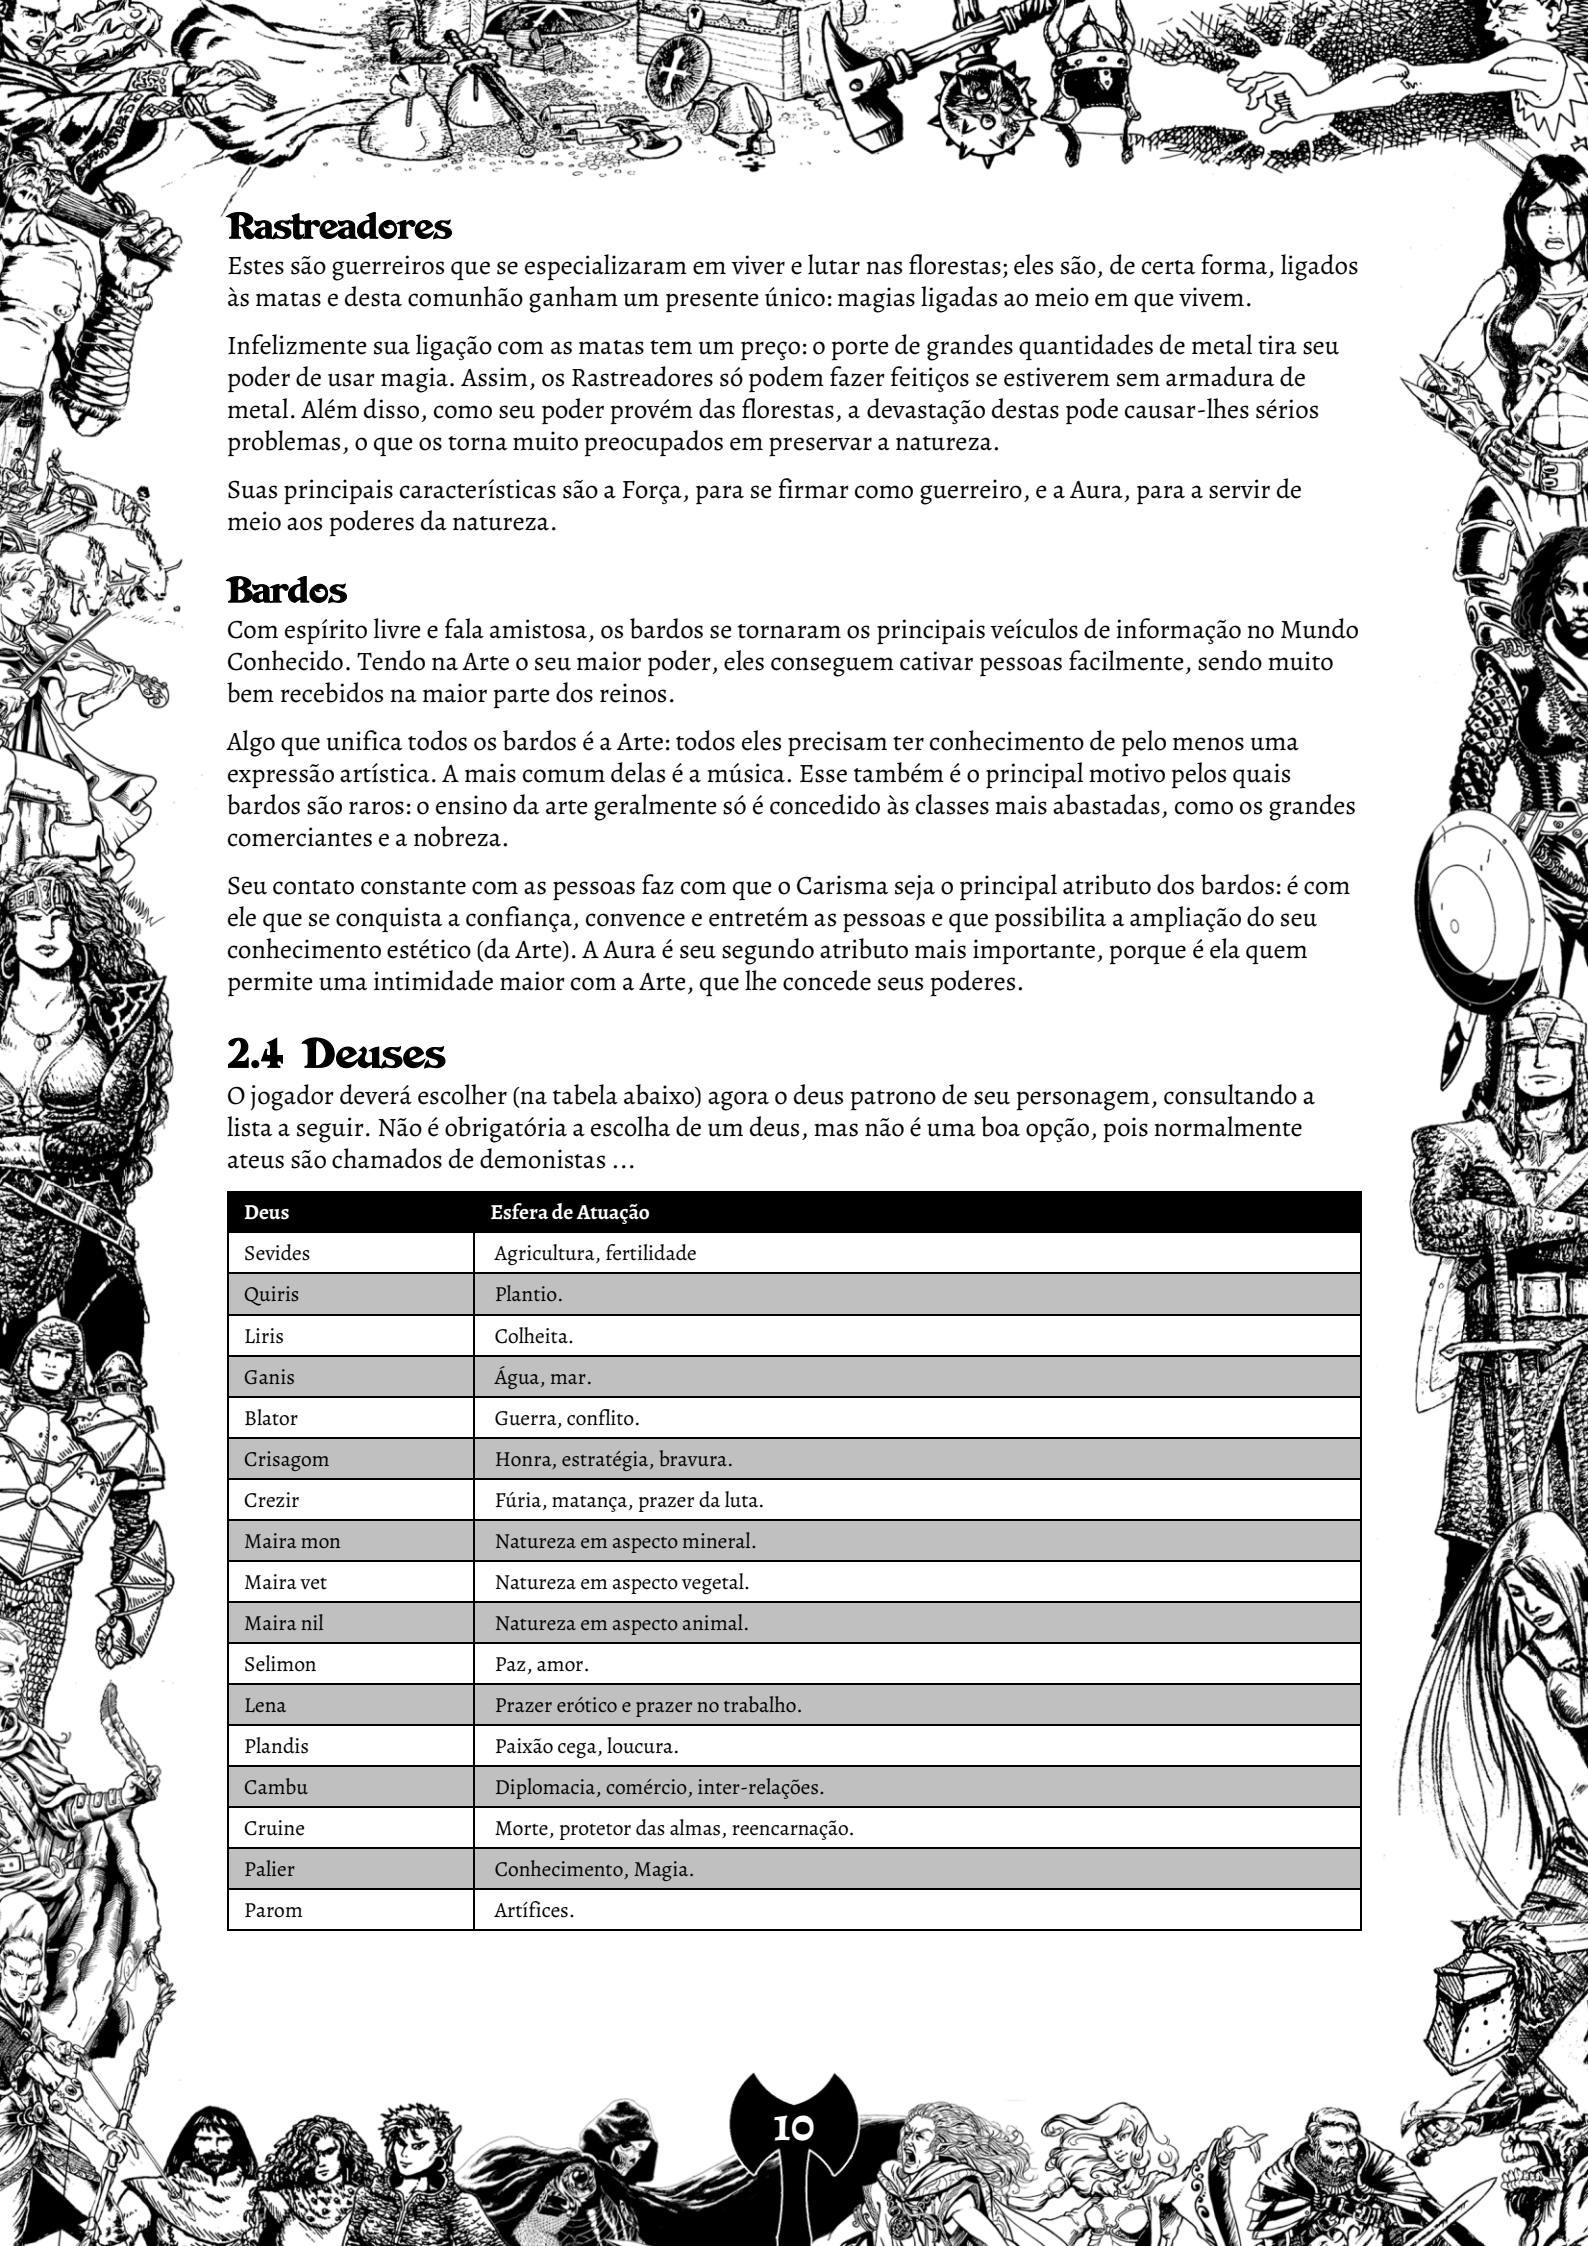 Rastreadores
Estes são guerreiros que se especializaram em viver e lutar nas florestas; eles são, de certa forma, ligados
às matas e desta comunhão ganham um presente único: magias ligadas ao meio em que vivem.
Infelizmente sua ligação com as matas tem um preço: o porte de grandes quantidades de metal tira seu
poder de usar magia. Assim, os Rastreadores só podem fazer feitiços se estiverem sem armadura de
metal. Além disso, como seu poder provém das florestas, a devastação destas pode causar-lhes sérios
problemas, o que os torna muito preocupados em preservar a natureza.
Suas principais características são a Força, para se firmar como guerreiro, e a Aura, para a servir de
meio aos poderes da natureza.
Bardos
Com espírito livre e fala amistosa, os bardos se tornaram os principais veículos de informação no Mundo
Conhecido. Tendo na Arte o seu maior poder, eles conseguem cativar pessoas facilmente, sendo muito
bem recebidos na maior parte dos reinos.
Algo que unifica todos os bardos é a Arte: todos eles precisam ter conhecimento de pelo menos uma
expressão artística. A mais comum delas é a música. Esse também é o principal motivo pelos quais
bardos são raros: o ensino da arte geralmente só é concedido às classes mais abastadas, como os grandes
comerciantes e a nobreza.
Seu contato constante com as pessoas faz com que o Carisma seja o principal atributo dos bardos: é com
ele que se conquista a confiança, convence e entretém as pessoas e que possibilita a ampliação do seu
conhecimento estético (da Arte). A Aura é seu segundo atributo mais importante, porque é ela quem
permite uma intimidade maior com a Arte, que lhe concede seus poderes.
2.4 Deuses
O jogador deverá escolher (na tabela abaixo) agora o deus patrono de seu personagem, consultando a
lista a seguir. Não é obrigatória a escolha de um deus, mas não é uma boa opção, pois normalmente
ateus são chamados de demonistas ...
Deus Esfera de Atuação
Sevides Agricultura, fertilidade
Quiris Plantio.
Liris Colheita.
Ganis Água, mar.
Blator Guerra, conflito.
Crisagom Honra, estratégia, bravura.
Crezir Fúria, matança, prazer da luta.
Maira mon Natureza em aspecto mineral.
Maira vet Natureza em aspecto vegetal.
Maira nil Natureza em aspecto animal.
Selimon Paz, amor.
Lena Prazer erótico e prazer no trabalho.
Plandis Paixão cega, loucura.
Cambu Diplomacia, comércio, inter-relações.
Cruine Morte, protetor das almas, reencarnação.
Palier Conhecimento, Magia.
Parom Artífices.
10